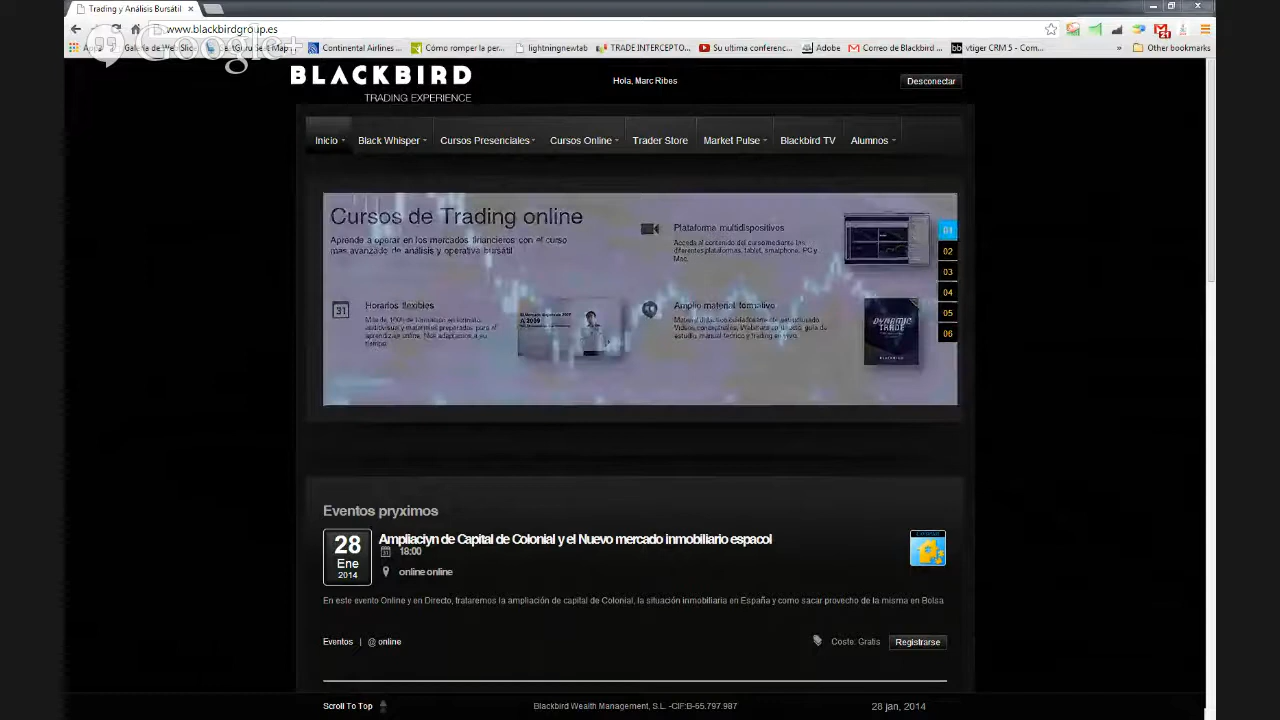 Trading y Análisis Bursátil
www.blackbirdgroup.es
Google+
Continental Airlines ...
Cómo romper la per...
lightningnewtab
TRADE INTERCEPTO...
Su ultima conferenc...
Adobe
Correo de Blackbird ...
vtiger CRM 5 - Com...
»
Other bookmarks
BLACKBIRD
TRADING EXPERIENCE
Hola, Marc Ribes
Desconectar
Inicio
Black Whisper
Cursos Presenciales
Cursos Online
Trader Store
Market Pulse
Blackbird TV
Alumnos
Cursos de Trading online
Aprende a operar en los mercados financieros con el curso
más avanzado de análisis y operativa bursátil
Plataforma multidispositivos
Mac.
01
02
03
04
05
06
31
Horarios flexibles
tiempo.
Amplio material formativo
DYNAMIC
TRADE
BLACKBIRD
Eventos pryximos
28
Ene
2014
Ampliaciyn de Capital de Colonial y el Nuevo mercado inmobiliario espacol
18:00
online online
En este evento Online y en Directo, trataremos la ampliación de capital de Colonial, la situación inmobiliaria en España y como sacar provecho de la misma en Bolsa
Eventos | @ online
Coste: Gratis
Registrarse
Scroll To Top
Blackbird Wealth Management, S.L. -CIF:B-65.797.987
28 jan, 2014